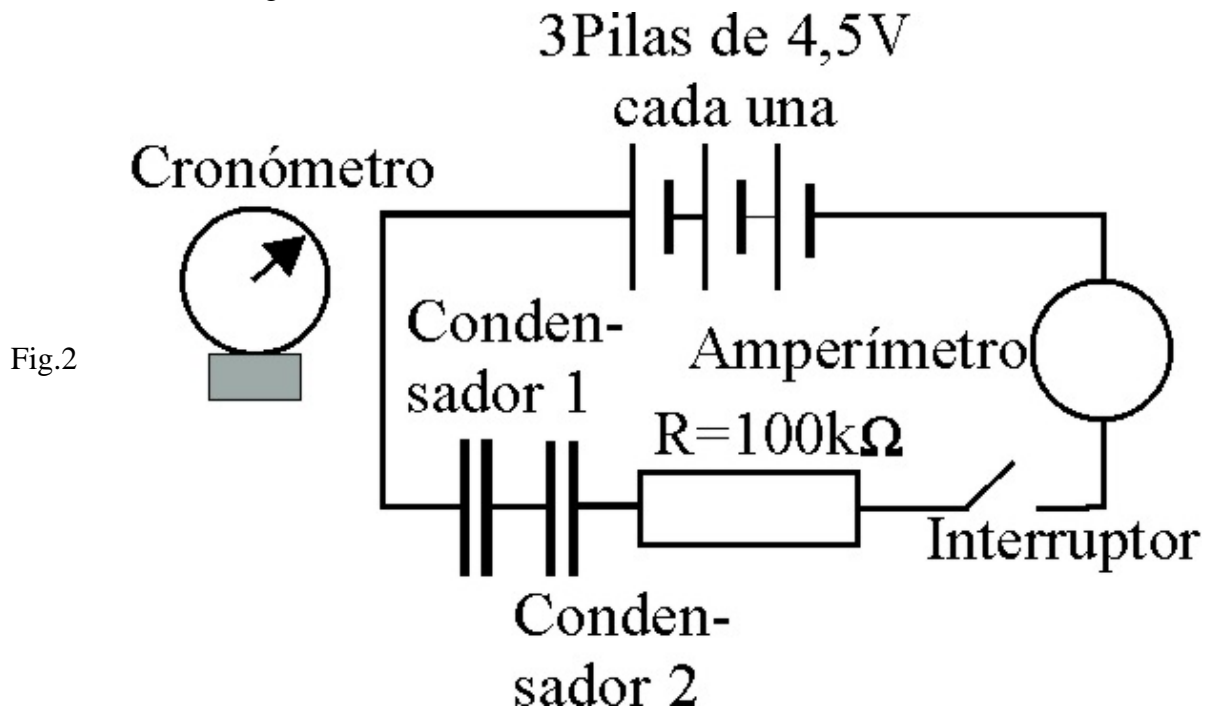 3Pilas de 4,5V
cada una
Cronómetro
Conden-
sador 1
Amperímetro
Fig.2
R=100kΩ
Interruptor
Conden-
sador 2